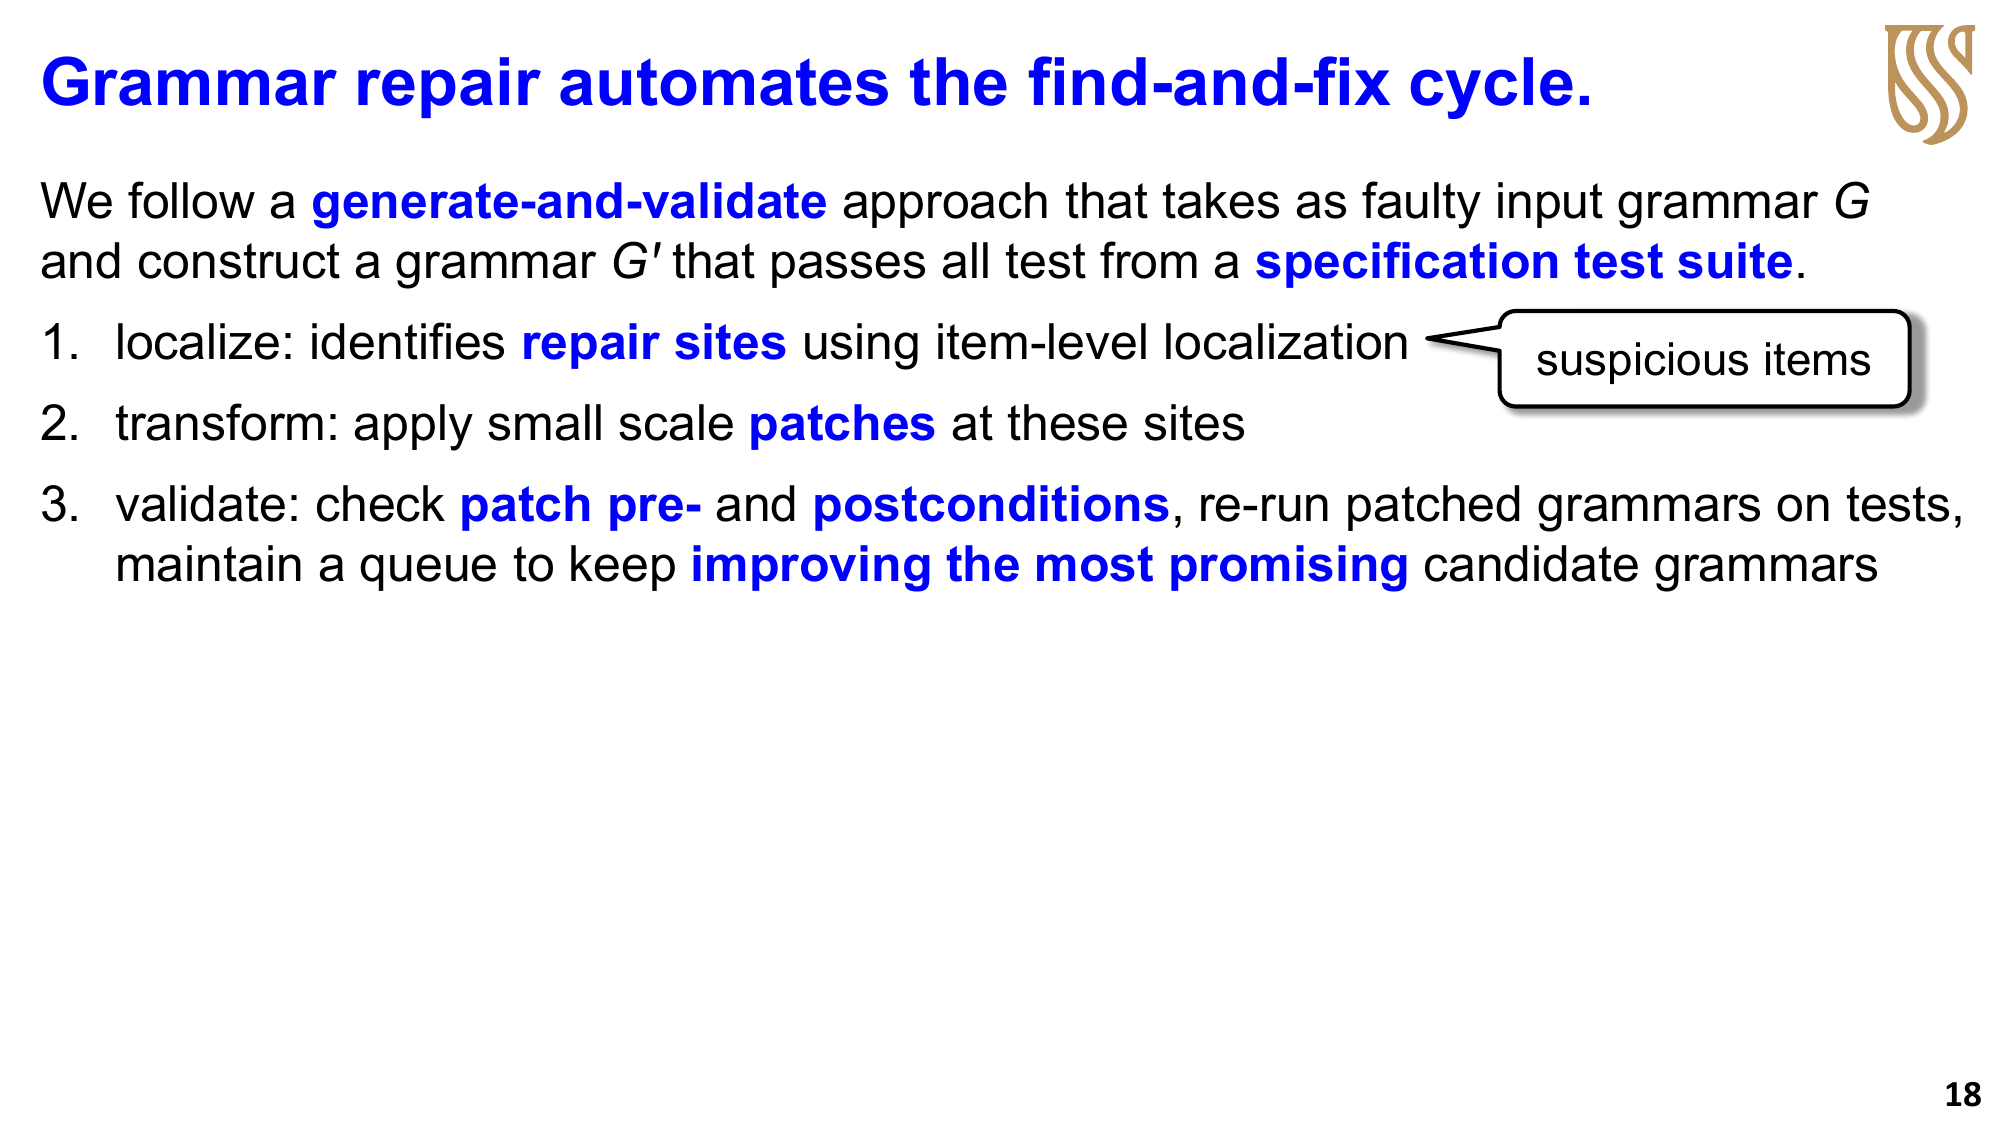 Grammar repair automates the find-and-fix cycle.
We follow a generate-and-validate approach that takes as faulty input grammar G
and construct a grammar G' that passes all test from a specification test suite.
1. localize: identifies repair sites using item-level localization
suspicious items
2. transform: apply small scale patches at these sites
3. validate: check patch pre- and postconditions, re-run patched grammars on tests,
maintain a queue to keep improving the most promising candidate grammars
18